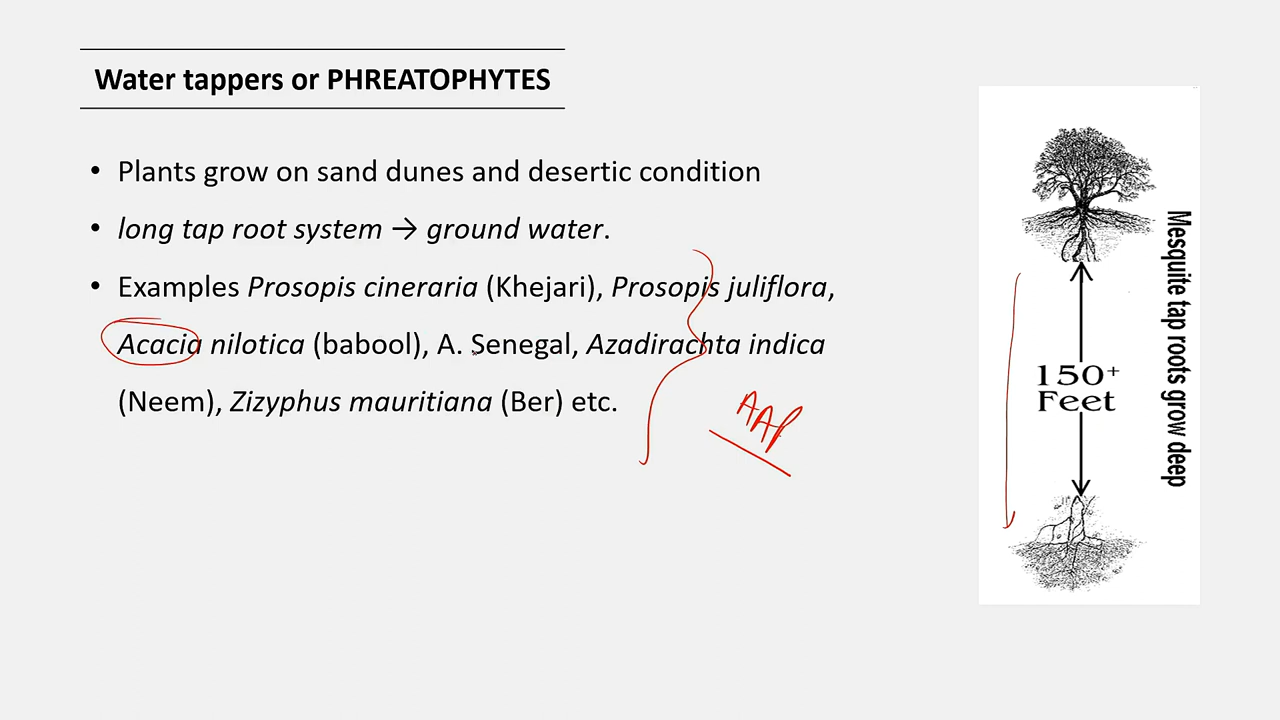 Water tappers or PHREATOPHYTES
• Plants grow on sand dunes and desertic condition
• long tap root system → ground water.
• Examples Prosopis cineraria (Khejari), Prosopis juliflora,
Acacia nilotica (babool), A. Senegal, Azadirachta indica
(Neem), Zizyphus mauritiana (Ber) etc.
AAP
150+
Feet
Mesquite tap roots grow deep